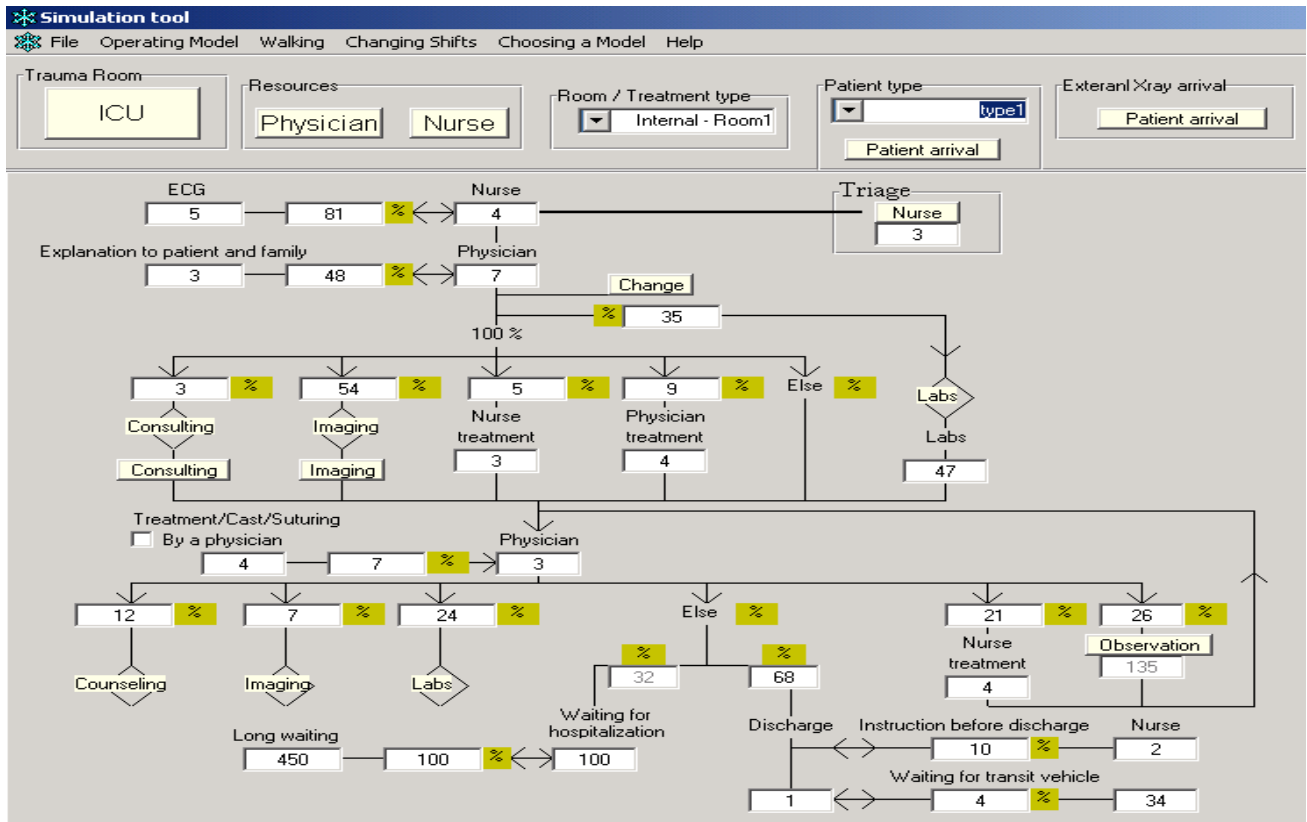 Simulation tool
File Operating Model Walking Changing Shifts Choosing a Model Help
Trauma Room
ICU
Resources
Physician Nurse
Room / Treatment type
Internal - Room1
Patient type
type1
Patient arrival
Exteranl Xray arrival
Patient arrival
ECG Nurse
5 81 % 4
Triage
Nurse
3
Explanation to patient and family Physician
3 48 % 7
Change
% 35
100 %
3 % 54 % 5 % 9 % Else %
Labs
Consulting Imaging Nurse treatment Physician treatment Labs
Consulting Imaging 3 4 47
Treatment/Cast/Suturing
By a physician Physician
4 7 % 3
12 % 7 % 24 % Else % 21 % 26 %
Counseling Imaging Labs
% %
32 68
Nurse treatment Observation
4 135
Waiting for
hospitalization
Long waiting
450 100 % 100
Discharge Instruction before discharge Nurse
10 % 2
Waiting for transit vehicle
1 4 % 34